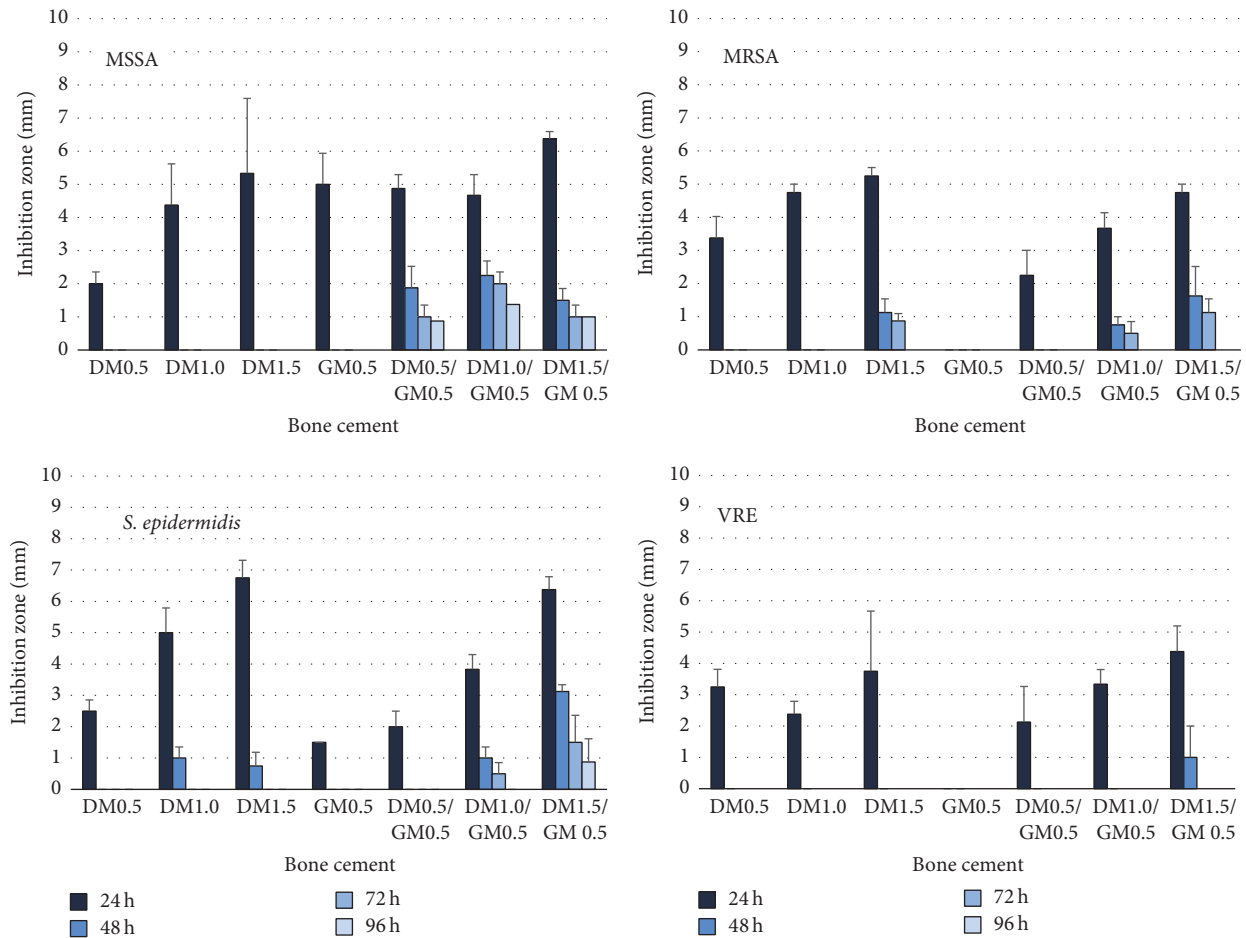 10
9
8
7
6
5
4
3
2
1
0
Inhibition zone (mm)
MSSA
DM0.5 DM1.0 DM1.5 GM0.5 DM0.5/ DM1.0/ DM1.5/
GM0.5 GM0.5 GM 0.5
Bone cement
10
9
8
7
6
5
4
3
2
1
0
Inhibition zone (mm)
MRSA
DM0.5 DM1.0 DM1.5 GM0.5 DM0.5/ DM1.0/ DM1.5/
GM0.5 GM0.5 GM 0.5
Bone cement
10
9
8
7
6
5
4
3
2
1
0
Inhibition zone (mm)
S. epidermidis
DM0.5 DM1.0 DM1.5 GM0.5 DM0.5/ DM1.0/ DM1.5/
GM0.5 GM0.5 GM 0.5
Bone cement
24 h
48 h
72 h
96 h
10
9
8
7
6
5
4
3
2
1
0
Inhibition zone (mm)
VRE
DM0.5 DM1.0 DM1.5 GM0.5 DM0.5/ DM1.0/ DM1.5/
GM0.5 GM0.5 GM 0.5
Bone cement
24 h
48 h
72 h
96 h